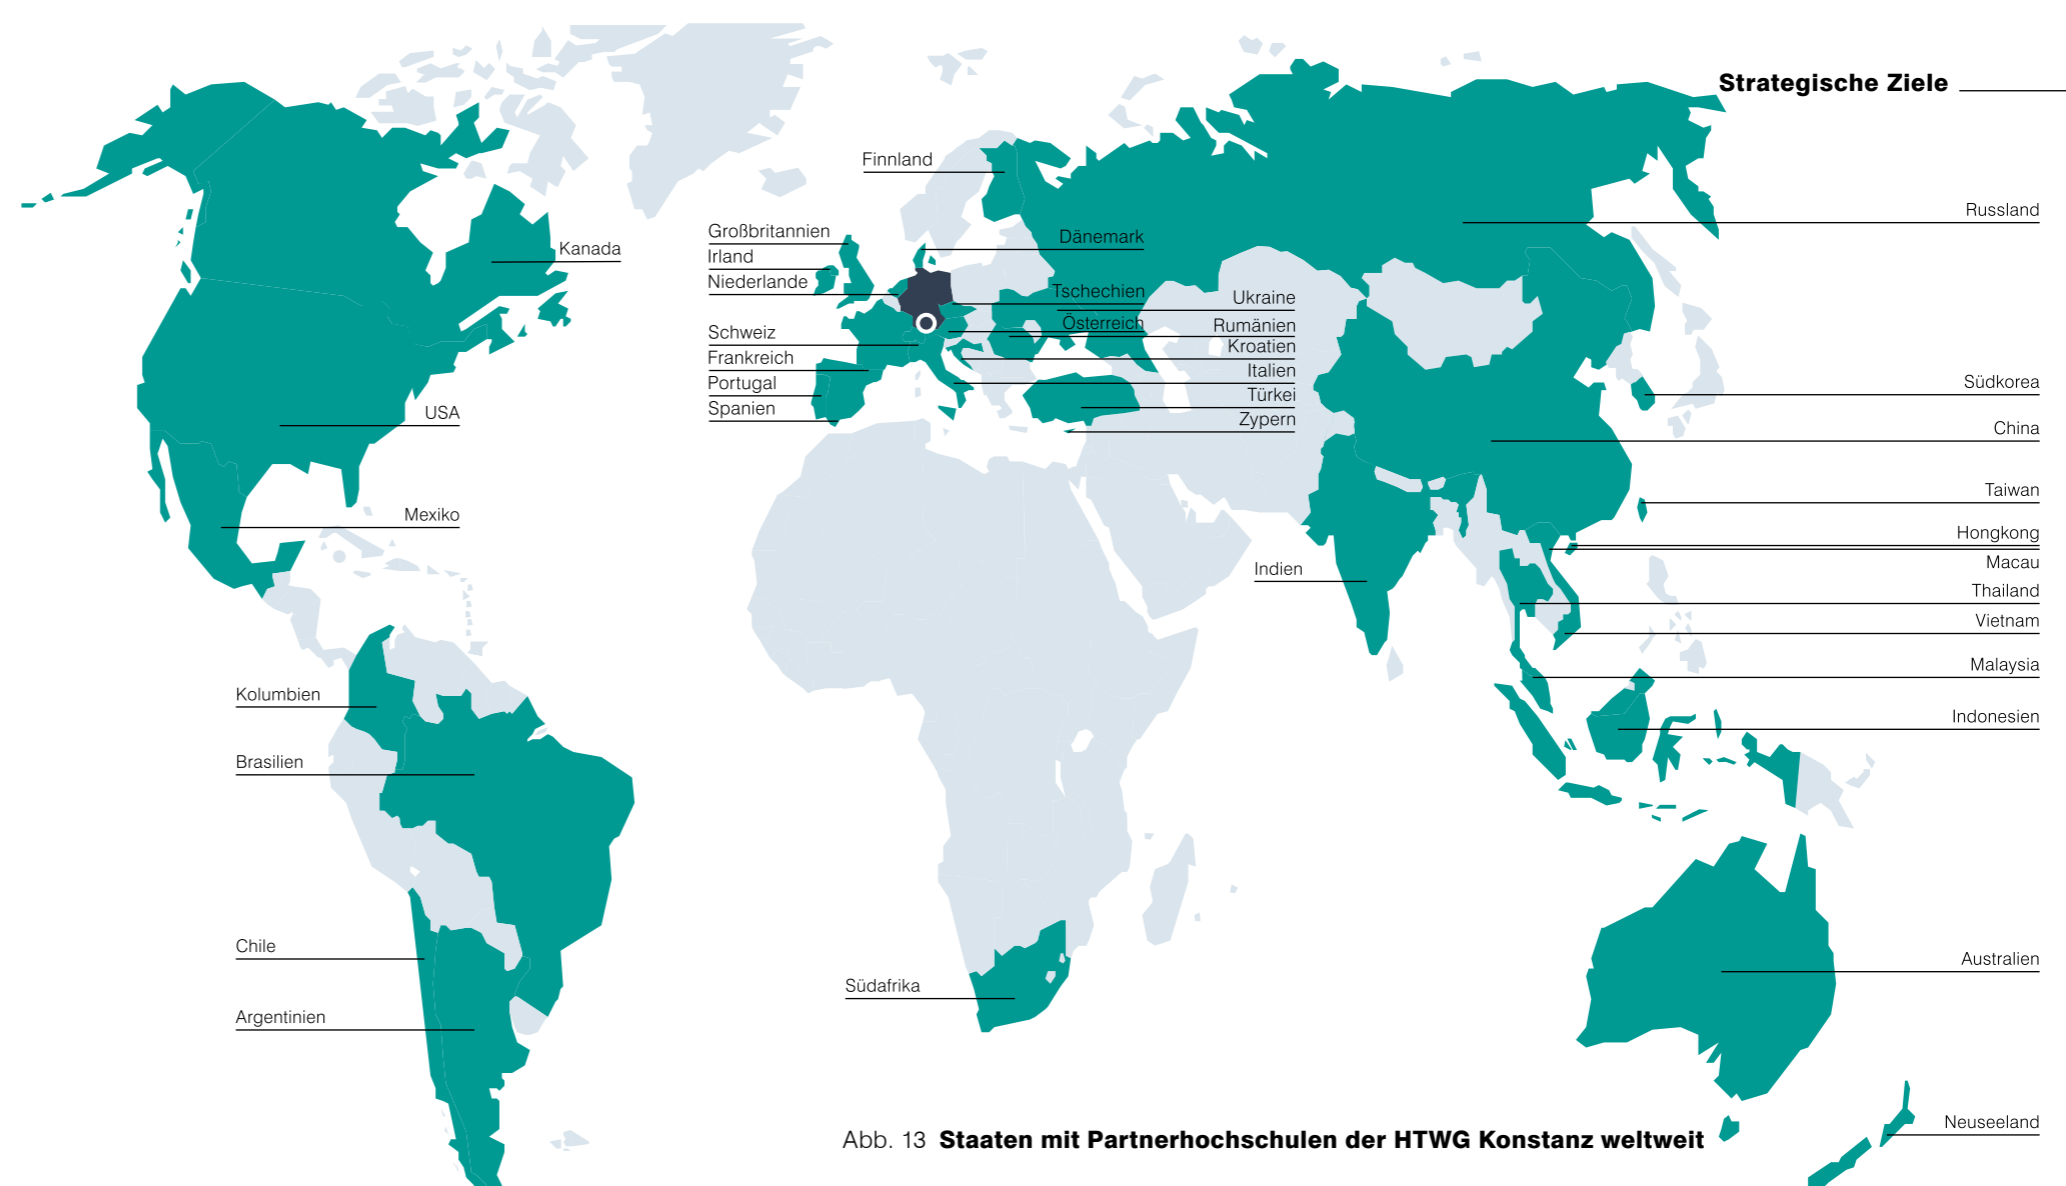 Strategische Ziele
Finnland
Russland
Großbritannien
Dänemark
Kanada
Irland
Niederlande
Tschechien
Ukraine
Österreich
Rumänien
Schweiz
Kroatien
Frankreich
Italien
Portugal
Türkei
Spanien
Zypern
USA
Mexiko
Südkorea
China
Taiwan
Hongkong
Macau
Indien
Thailand
Vietnam
Malaysia
Indonesien
Kolumbien
Brasilien
Chile
Argentinien
Südafrika
Australien
Neuseeland
Abb. 13 Staaten mit Partnerhochschulen der HTWG Konstanz weltweit